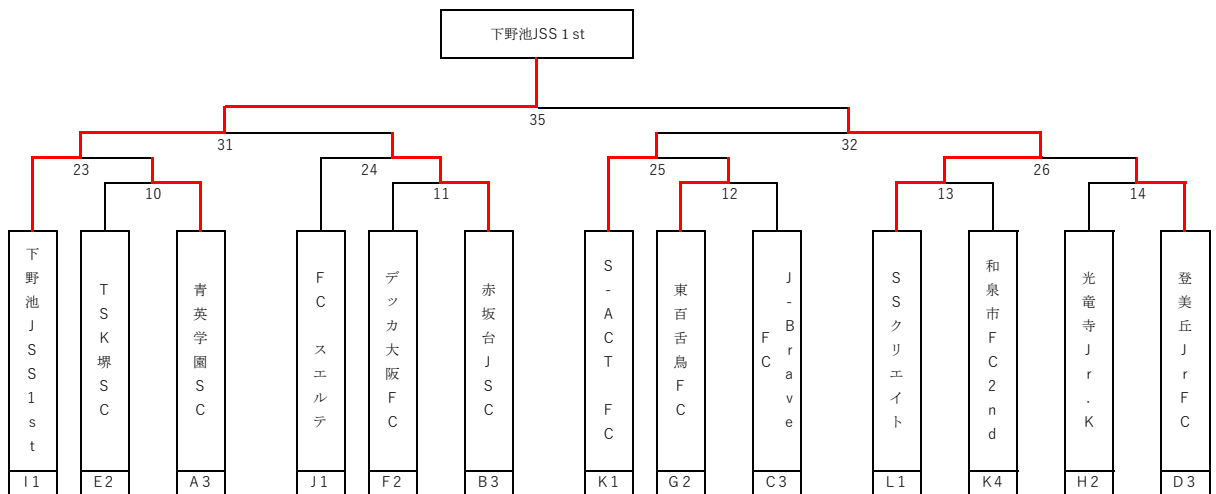 下野池JSS 1 st
35
31
32
23
24
25
26
10
11
12
13
14
下野池JSS1st
TSK堺SC
青英学園SC
FC スエルテ
デッカ大阪FC
赤坂台JSC
S-ACT FC
東百舌鳥FC
J-Brave
FC
SSクリエイト
和泉市FC2nd
光竜寺Jr.K
登美丘JrFC
I1
E2
A3
J1
F2
B3
K1
G2
C3
L1
K4
H2
D3